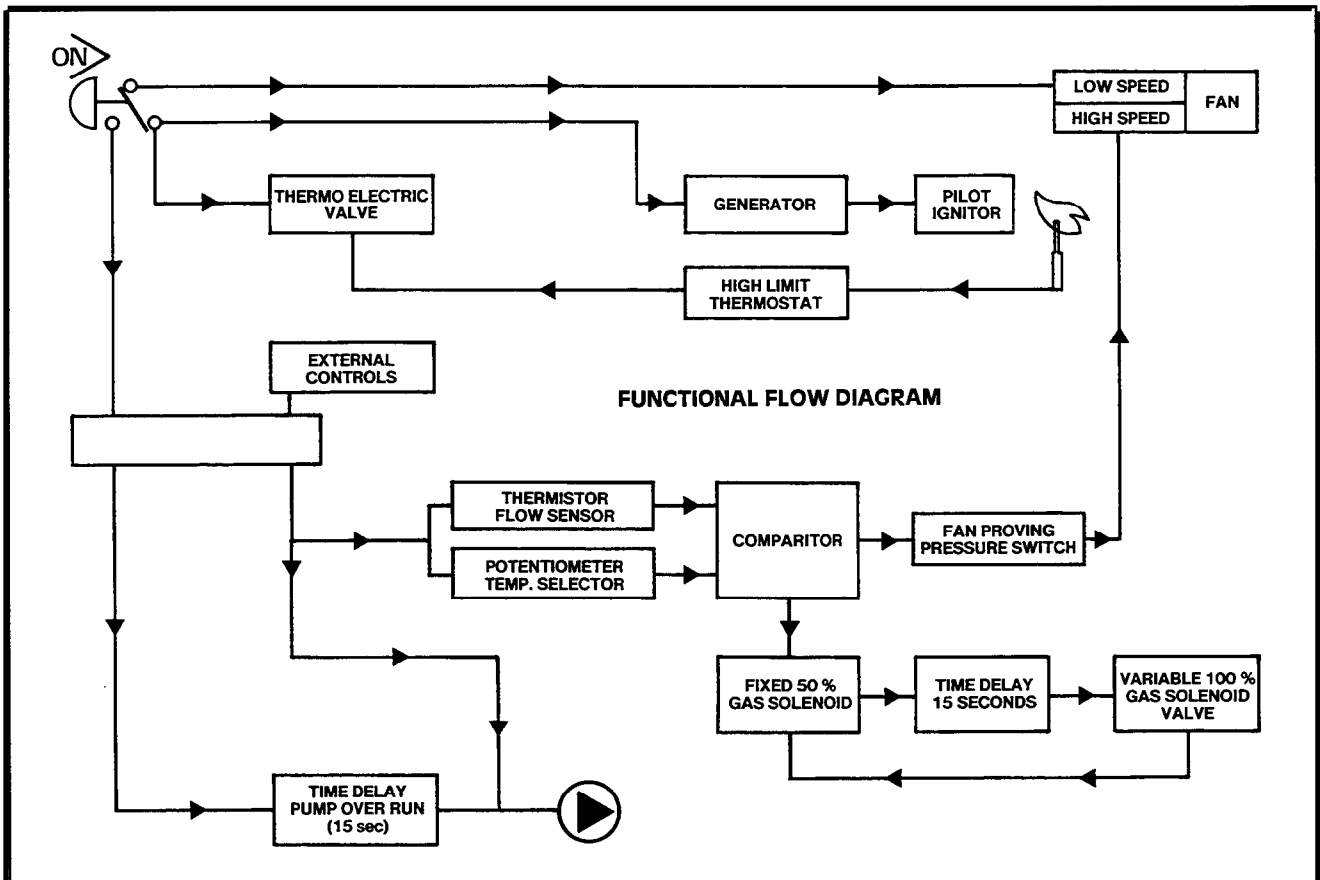 ON
LOW SPEED
HIGH SPEED
FAN
THERMO ELECTRIC
VALVE
GENERATOR
PILOT
IGNITOR
HIGH LIMIT
THERMOSTAT
EXTERNAL
CONTROLS
FUNCTIONAL FLOW DIAGRAM
THERMISTOR
FLOW SENSOR
POTENTIOMETER
TEMP. SELECTOR
COMPARITOR
FAN PROVING
PRESSURE SWITCH
FIXED 50 %
GAS SOLENOID
TIME DELAY
15 SECONDS
VARIABLE 100 %
GAS SOLENOID
VALVE
TIME DELAY
PUMP OVER RUN
(15 sec)